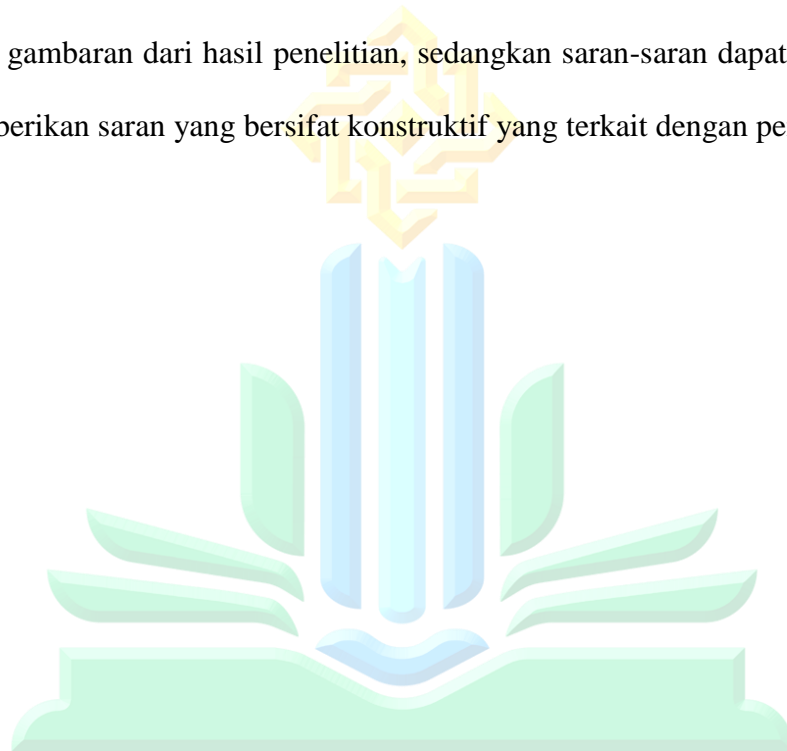 gambaran dari hasil penelitian, sedangkan saran-saran dapat
berikan saran yang bersifat konstruktif yang terkait dengan pe